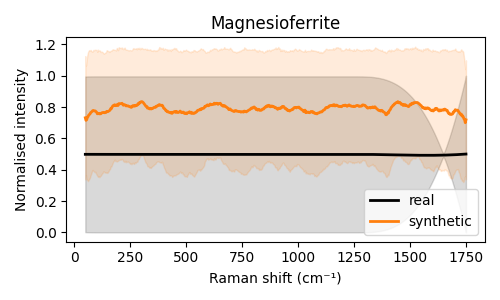 Magnesioferrite
Normalised intensity
1.2
1.0
0.8
0.6
0.4
0.2
0.0
real
synthetic
0 250 500 750 1000 1250 1500 1750
Raman shift (cm⁻¹)